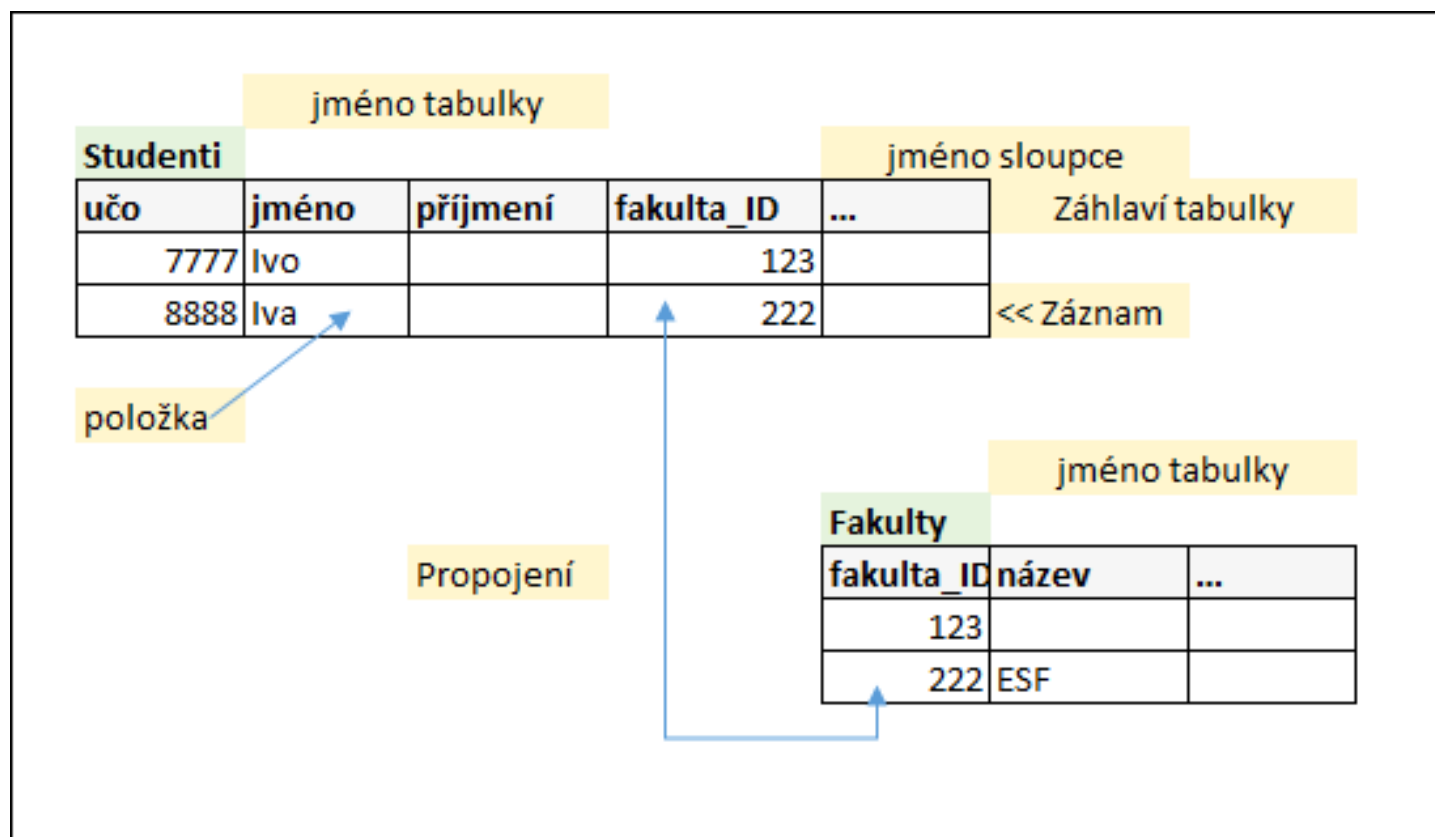 jméno tabulky
Studenti jméno sloupce
učo jméno příjmení fakulta_ID ... Záhlaví tabulky
7777 Ivo 123
8888 Iva 222 << Záznam
položka
jméno tabulky
Fakulty
Propojení fakulta_ID název ...
123
222 ESF